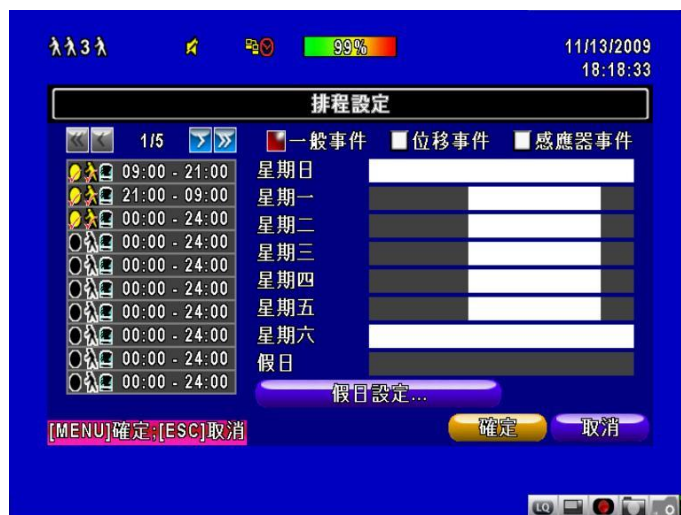 3 99% 11/13/2009
18:18:33
排程設定
1/5 一般事件 位移事件 感應器事件
09:00 - 21:00 星期日
21:00 - 09:00 星期一
00:00 - 24:00 星期二
00:00 - 24:00 星期三
00:00 - 24:00 星期四
00:00 - 24:00 星期五
00:00 - 24:00 星期六
00:00 - 24:00 假日
00:00 - 24:00
00:00 - 24:00
假日設定...
[MENU]確定;[ESC]取消 確定 取消
LQ